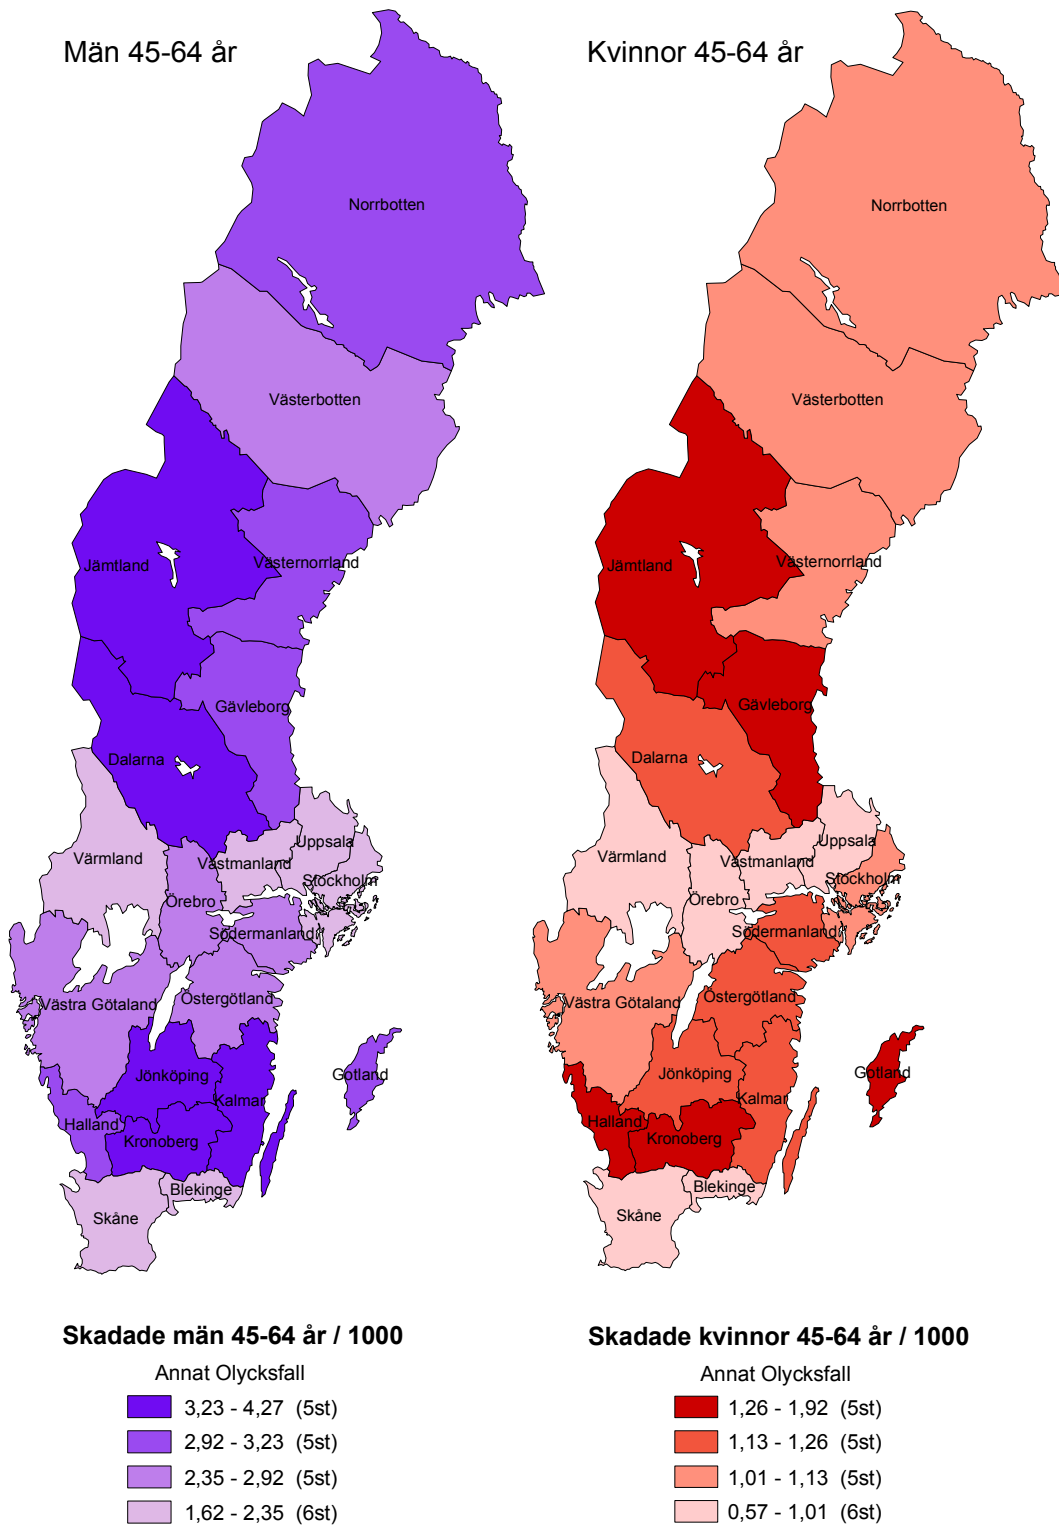 Män 45-64 år
Norrbotten
Västerbotten
Jämtland
Västernorrland
Gävleborg
Dalarna
Uppsala
Värmland
Västmanland
Stockholm
Örebro
Södermanland
Västra Götaland
Östergötland
Jönköping
Gotland
Kalmar
Halland
Kronoberg
Blekinge
Skåne
Skadade män 45-64 år / 1000
Annat Olycksfall
3,23 - 4,27 (5st)
2,92 - 3,23 (5st)
2,35 - 2,92 (5st)
1,62 - 2,35 (6st)
Kvinnor 45-64 år
Norrbotten
Västerbotten
Jämtland
Västernorrland
Gävleborg
Dalarna
Uppsala
Värmland
Västmanland
Stockholm
Örebro
Södermanland
Västra Götaland
Östergötland
Jönköping
Gotland
Kalmar
Halland
Kronoberg
Blekinge
Skåne
Skadade kvinnor 45-64 år / 1000
Annat Olycksfall
1,26 - 1,92 (5st)
1,13 - 1,26 (5st)
1,01 - 1,13 (5st)
0,57 - 1,01 (6st)